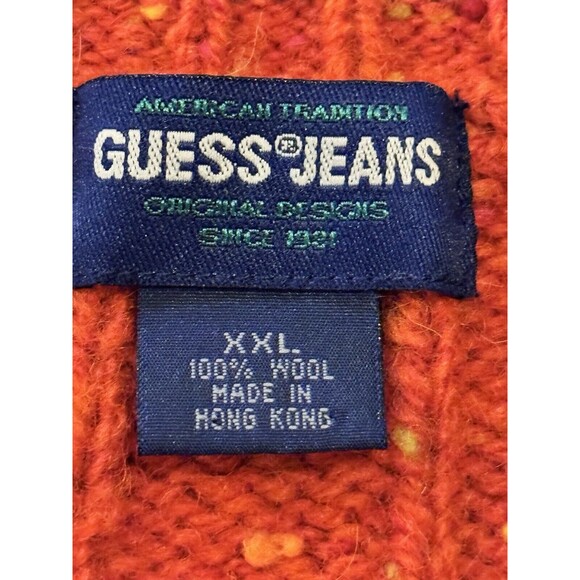 AMERICAN TRADITION
GUESS®JEANS
ORIGINAL DESIGNS
SINCE 1981
XXL
100% WOOL
MADE IN
HONG KONG